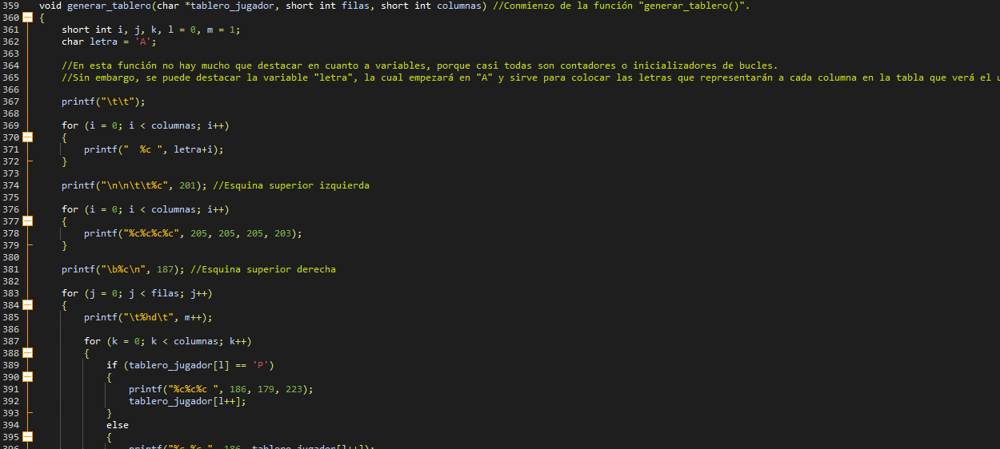 359 void generar_tablero(char *tablero_jugador, short int filas, short int columnas) //Conmienzo de la función "generar_tablero()".
360 {
361     short int i, j, k, l = 0, m = 1;
362     char letra = 'A';
363
364     //En esta función no hay mucho que destacar en cuanto a variables, porque casi todas son contadores o inicializadores de bucles.
365     //Sin embargo, se puede destacar la variable "letra", la cual empezará en "A" y sirve para colocar las letras que representarán a cada columna en la tabla que verá el
366
367     printf("\t\t");
368
369     for (i = 0; i < columnas; i++)
370     {
371         printf("  %c ", letra+i);
372     }
373
374     printf("\n\n\t\t%c", 201); //Esquina superior izquierda
375
376     for (i = 0; i < columnas; i++)
377     {
378         printf("%c%c%c%c", 205, 205, 205, 203);
379     }
380
381     printf("\b%c\n", 187); //Esquina superior derecha
382
383     for (j = 0; j < filas; j++)
384     {
385         printf("\t%hd\t", m++);
386
387         for (k = 0; k < columnas; k++)
388         {
389             if (tablero_jugador[l] == 'P')
390             {
391                 printf("%c%c%c ", 186, 179, 223);
392                 tablero_jugador[l++];
393             }
394             else
395             {
396                 printf("%c %c ", 186, tablero_jugador[l++]);